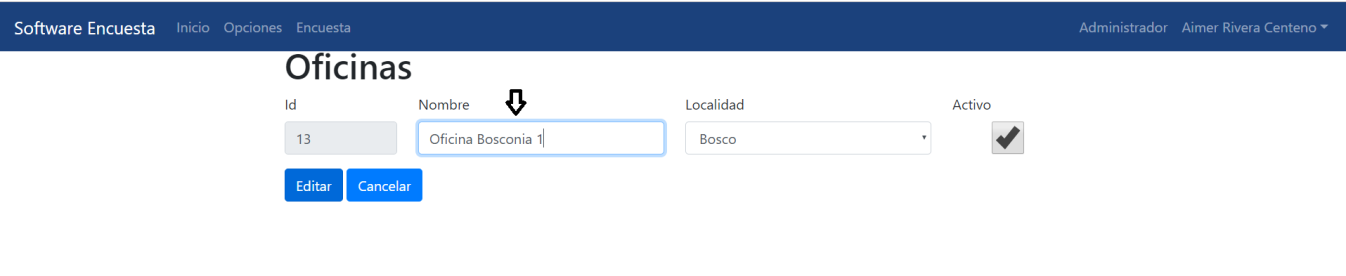 Software Encuesta Inicio Opciones Encuesta Administrador Aimer Rivera Centeno
Oficinas
Id Nombre Localidad Activo
13 Oficina Bosconia 1 Bosco
Editar Cancelar